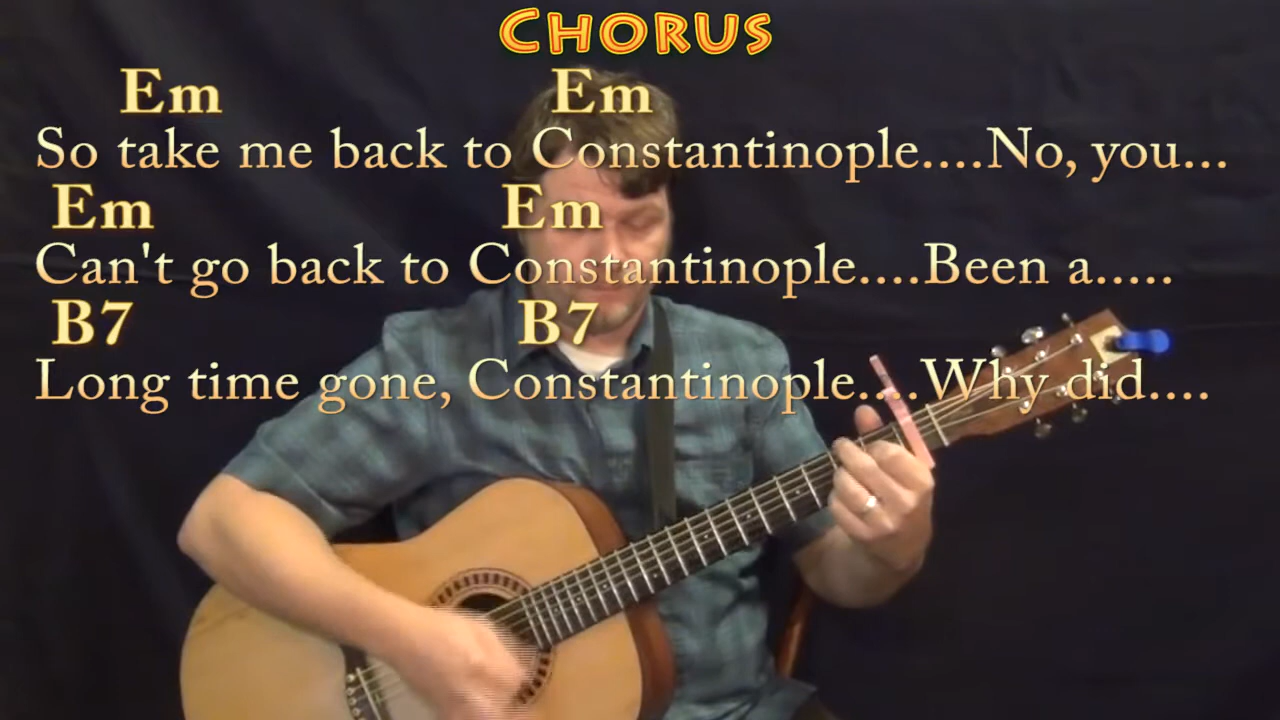 CHORUS
Em Em
So take me back to Constantinople....No, you...
Em Em
Can't go back to Constantinople....Been a.....
B7 B7
Long time gone, Constantinople....Why did....